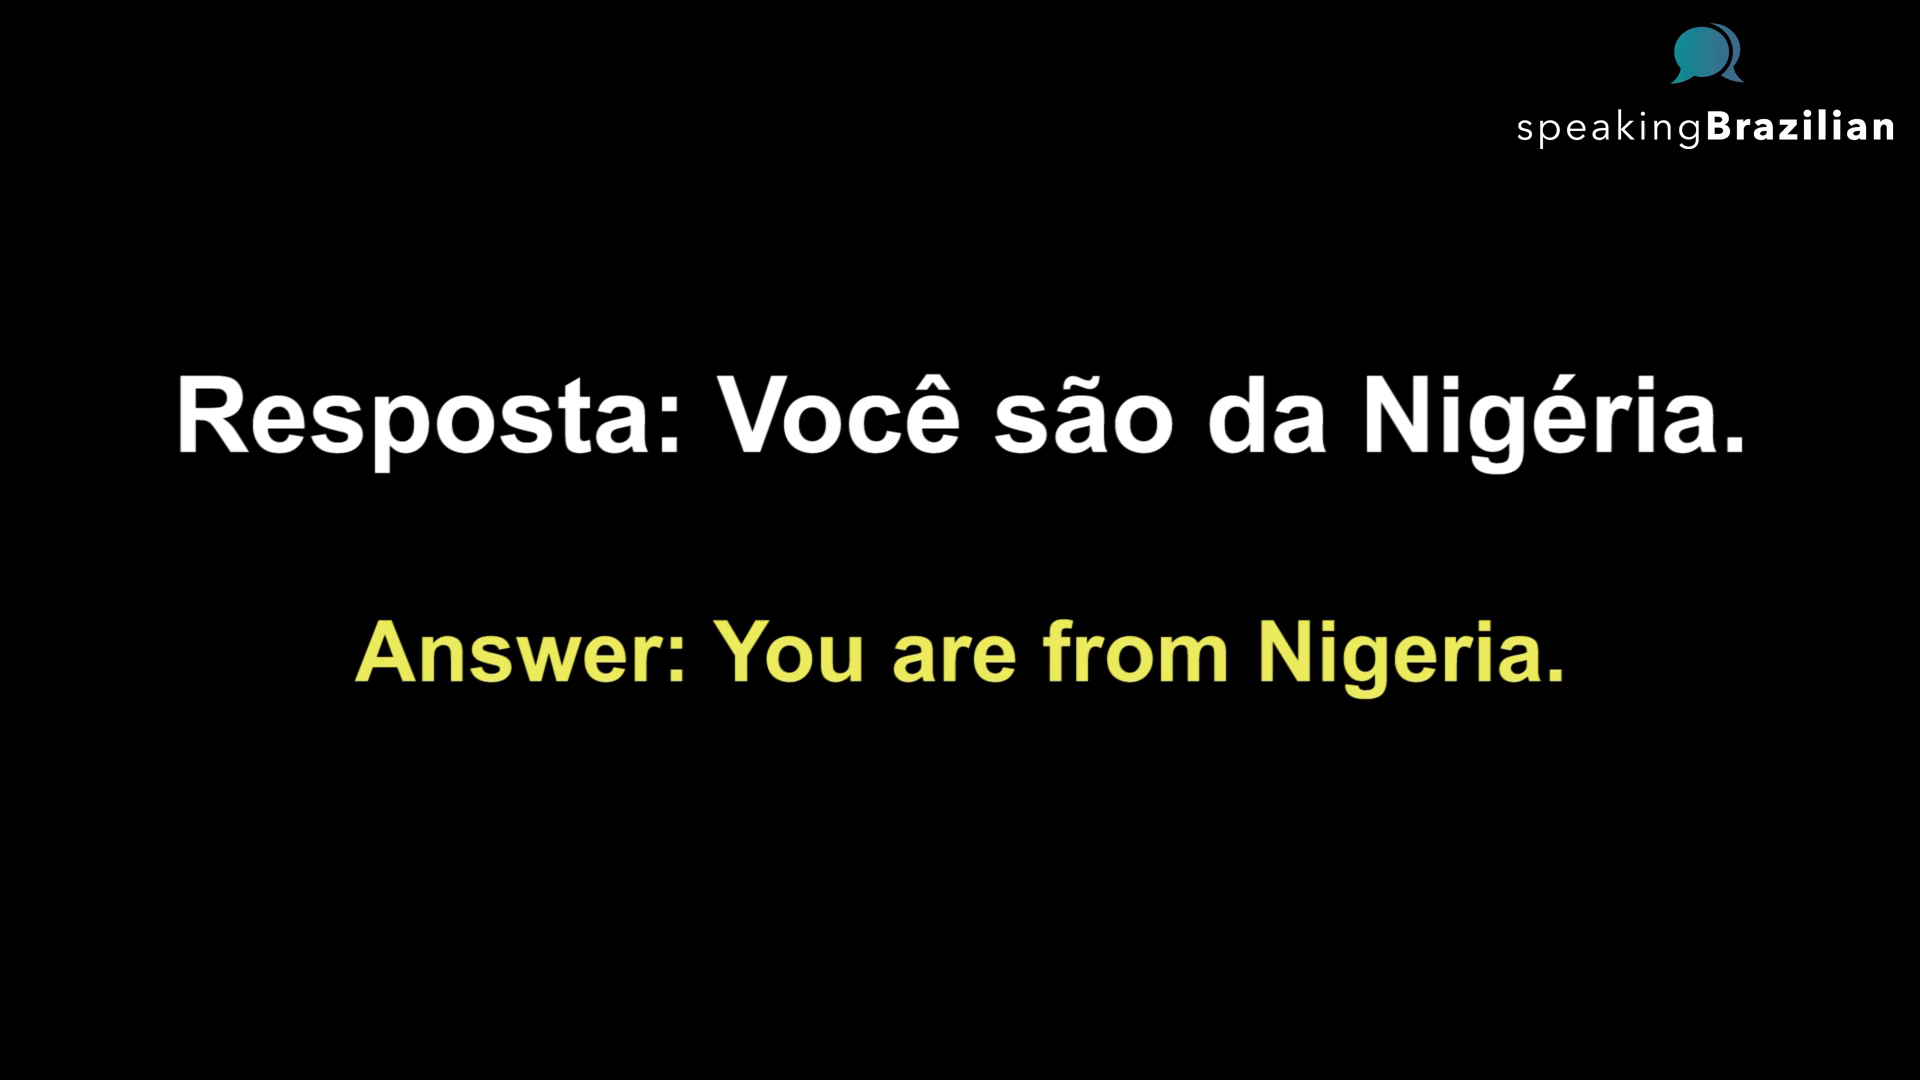 speakingBrazilian
Resposta: Você são da Nigéria.
Answer: You are from Nigeria.